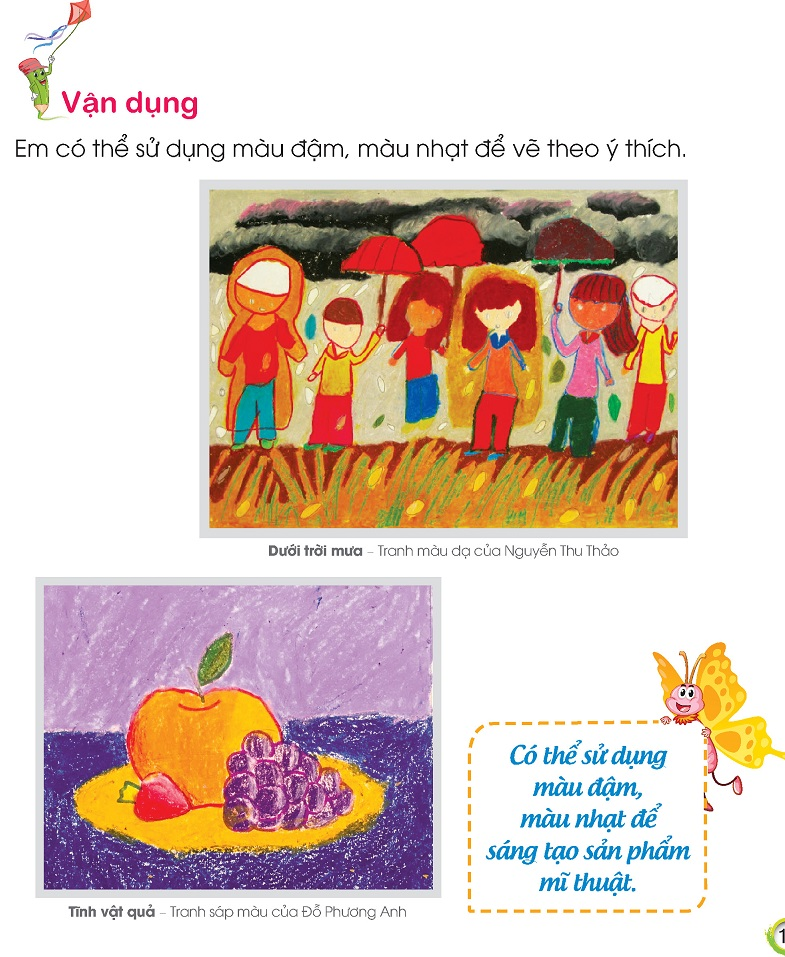 Vận dụng
Em có thể sử dụng màu đậm, màu nhạt để vẽ theo ý thích.
Dưới trời mưa – Tranh màu dạ của Nguyễn Thu Thảo
Tĩnh vật quả – Tranh sáp màu của Đỗ Phương Anh
Có thể sử dụng
màu đậm,
màu nhạt để
sáng tạo sản phẩm
mĩ thuật.